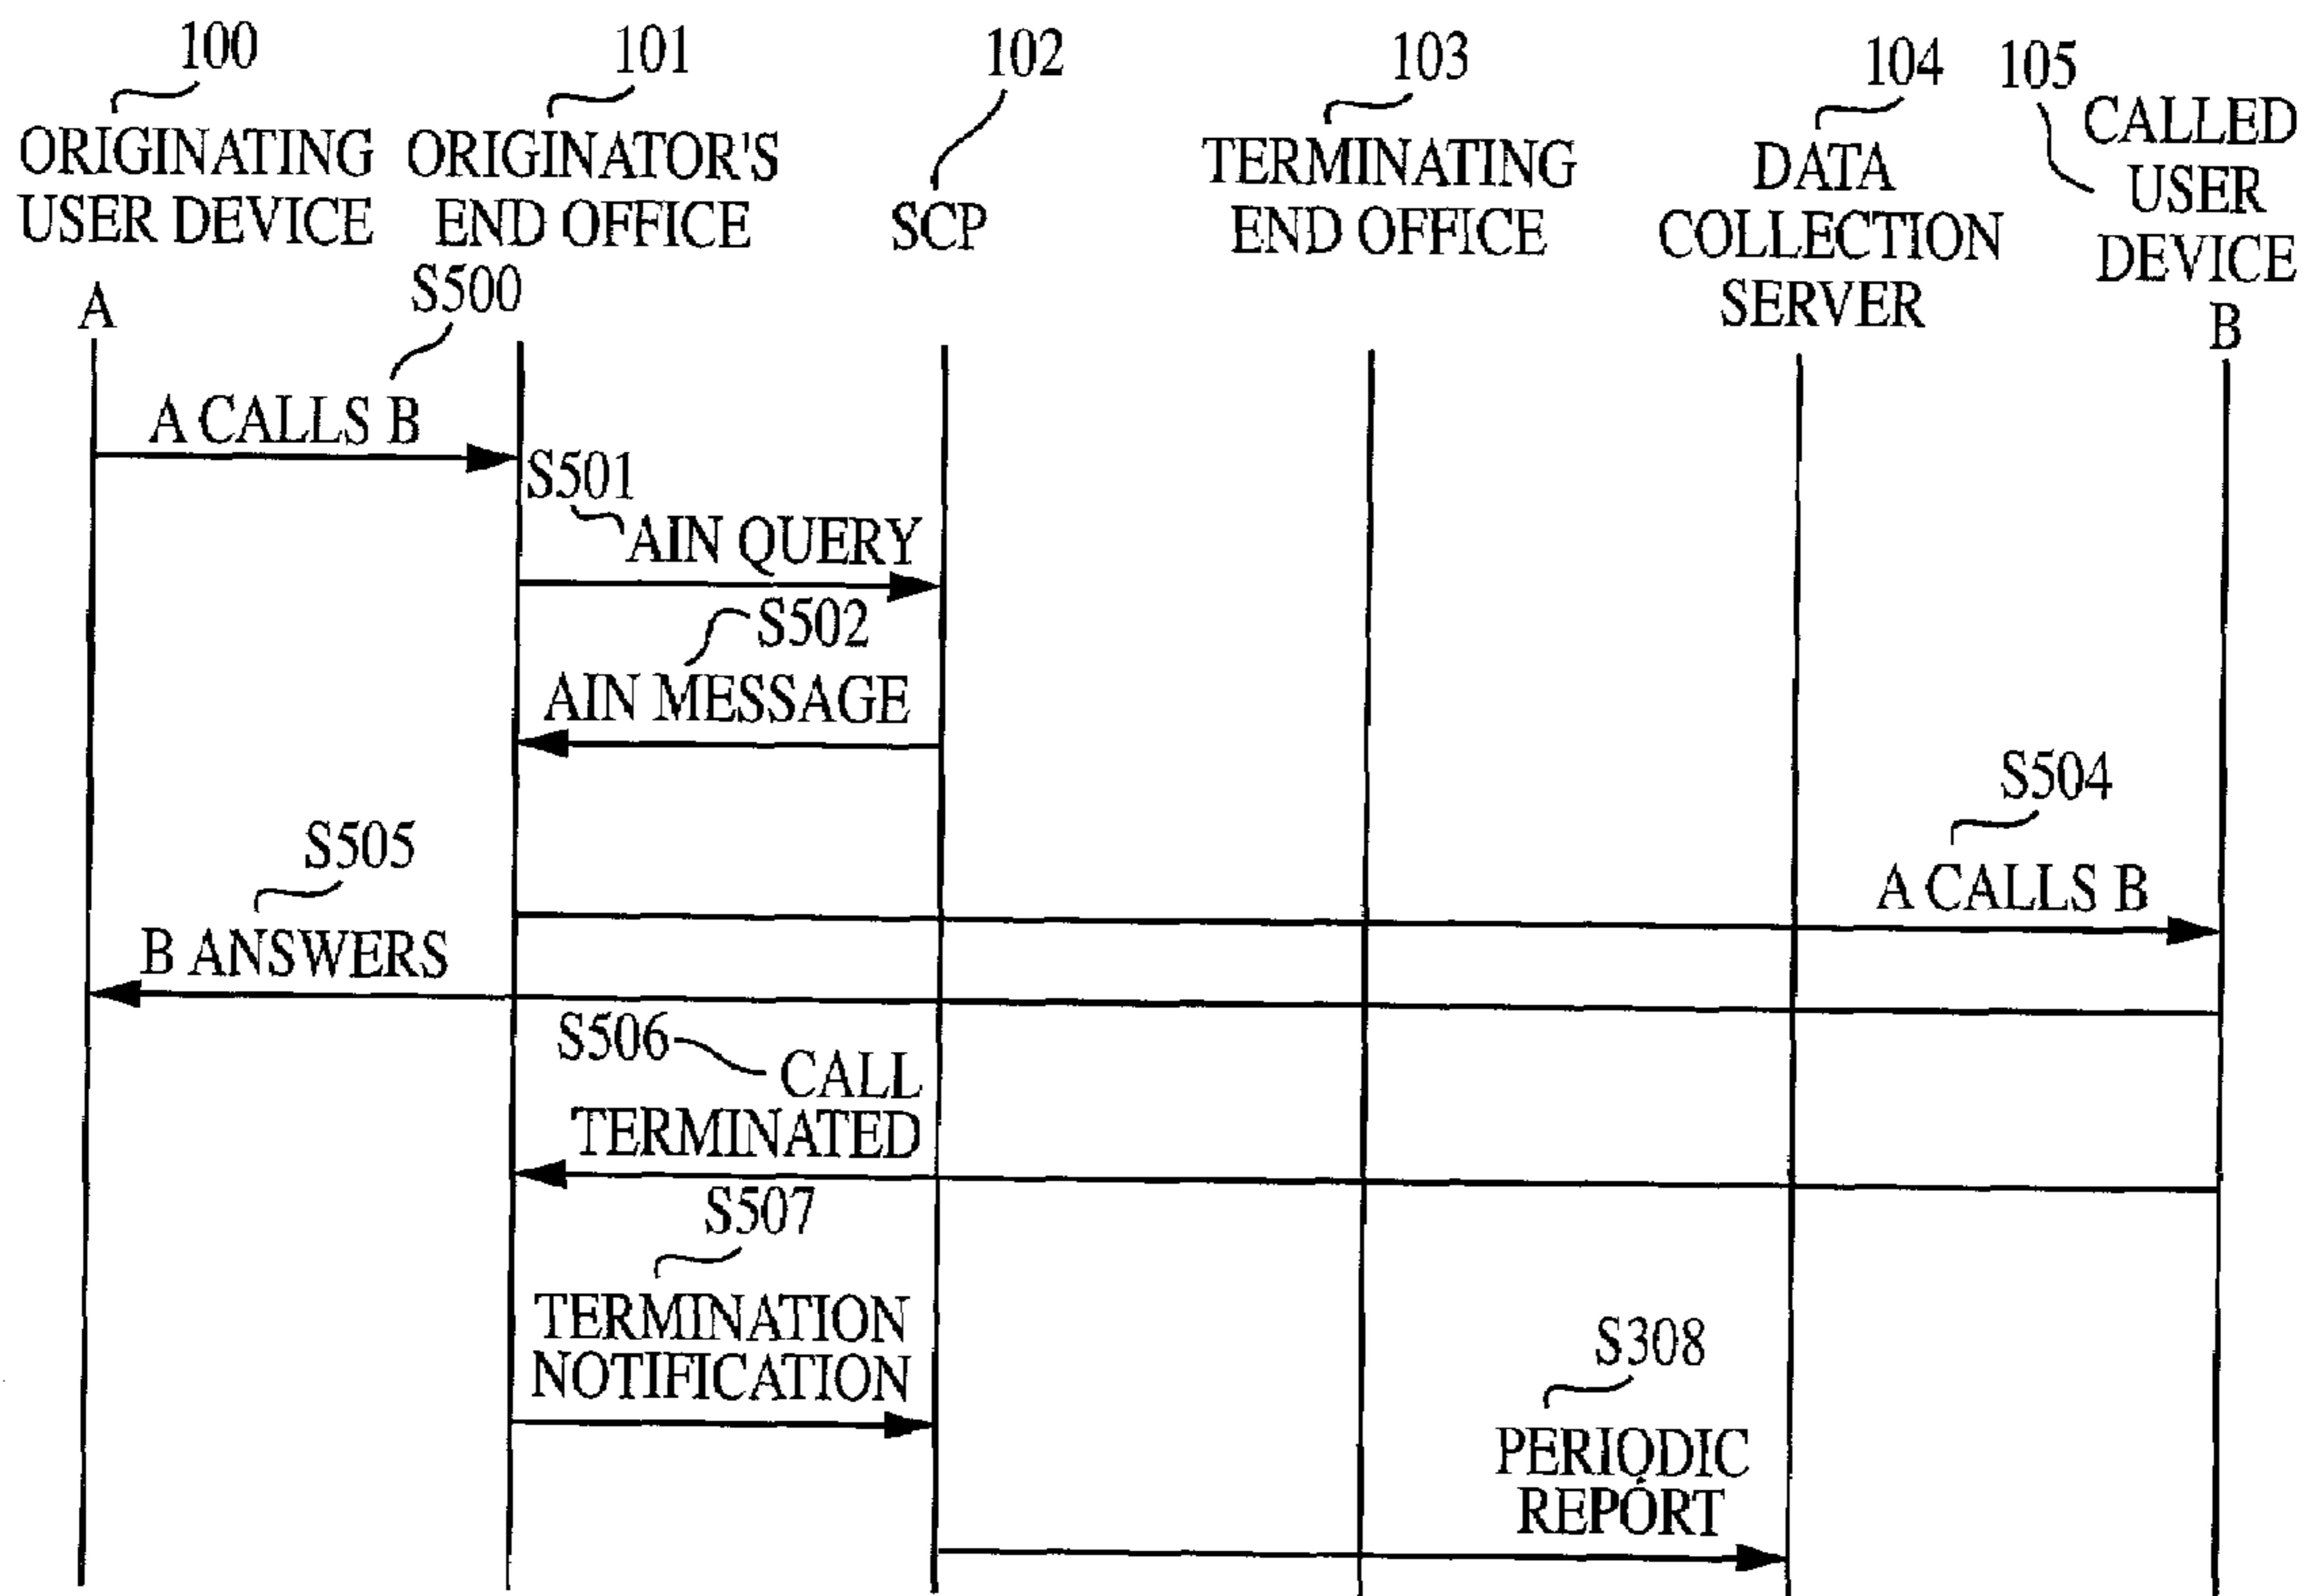 100
101
102
103
104
105
ORIGINATING
USER DEVICE
A
ORIGINATOR'S
END OFFICE
SCP
TERMINATING
END OFFICE
DATA
COLLECTION
SERVER
CALLED
USER
DEVICE
B
S500
A CALLS B
S501
AIN QUERY
S502
AIN MESSAGE
S504
A CALLS B
S505
B ANSWERS
S506
CALL
TERMINATED
S507
TERMINATION
NOTIFICATION
S308
PERIODIC
REPORT